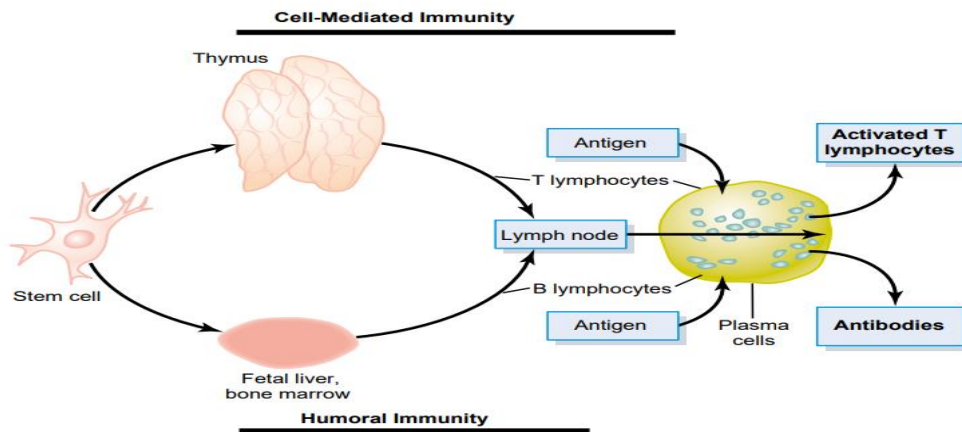 Cell-Mediated Immunity
Thymus
Antigen
Activated T
lymphocytes
T lymphocytes
Lymph node
Stem cell
B lymphocytes
Antigen
Plasma
cells
Antibodies
Fetal liver,
bone marrow
Humoral Immunity